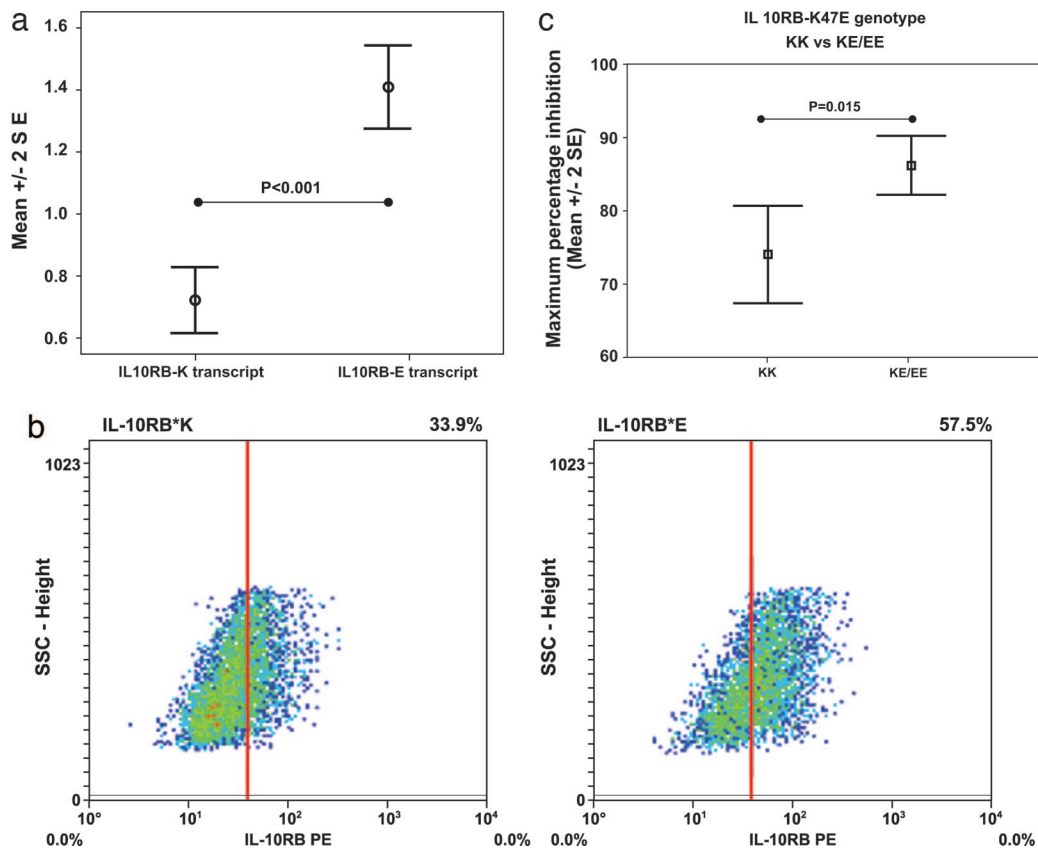 a
1.6
1.4
1.2
1.0
0.8
0.6
Mean +/- 2 S E
P<0.001
IL10RB-K transcript
IL10RB-E transcript
c
IL 10RB-K47E genotype
KK vs KE/EE
100
90
80
70
60
Maximum percentage inhibition
(Mean +/- 2 SE)
P=0.015
KK
KE/EE
b
IL-10RB*K
33.9%
1023
0
SSC - Height
10⁰
10¹
10²
10³
10⁴
0.0%
IL-10RB PE
0.0%
IL-10RB*E
57.5%
1023
0
SSC - Height
10⁰
10¹
10²
10³
10⁴
0.0%
IL-10RB PE
0.0%